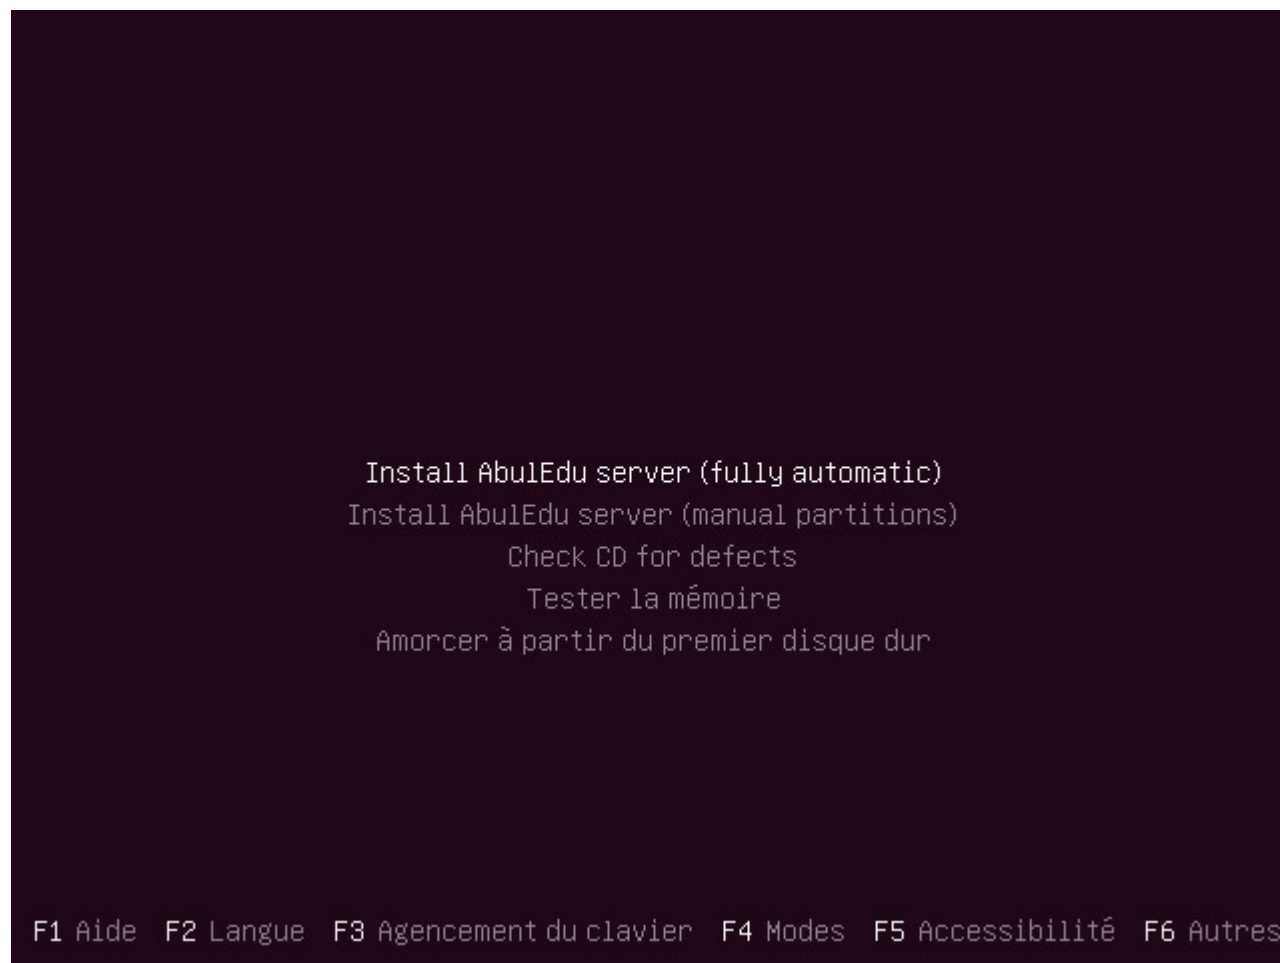 Install AbulEdu server (fully automatic)
Install AbulEdu server (manual partitions)
Check CD for defects
Tester la mémoire
Amorcer à partir du premier disque dur
F1 Aide F2 Langue F3 Agencement du clavier F4 Modes F5 Accessibilité F6 Autres